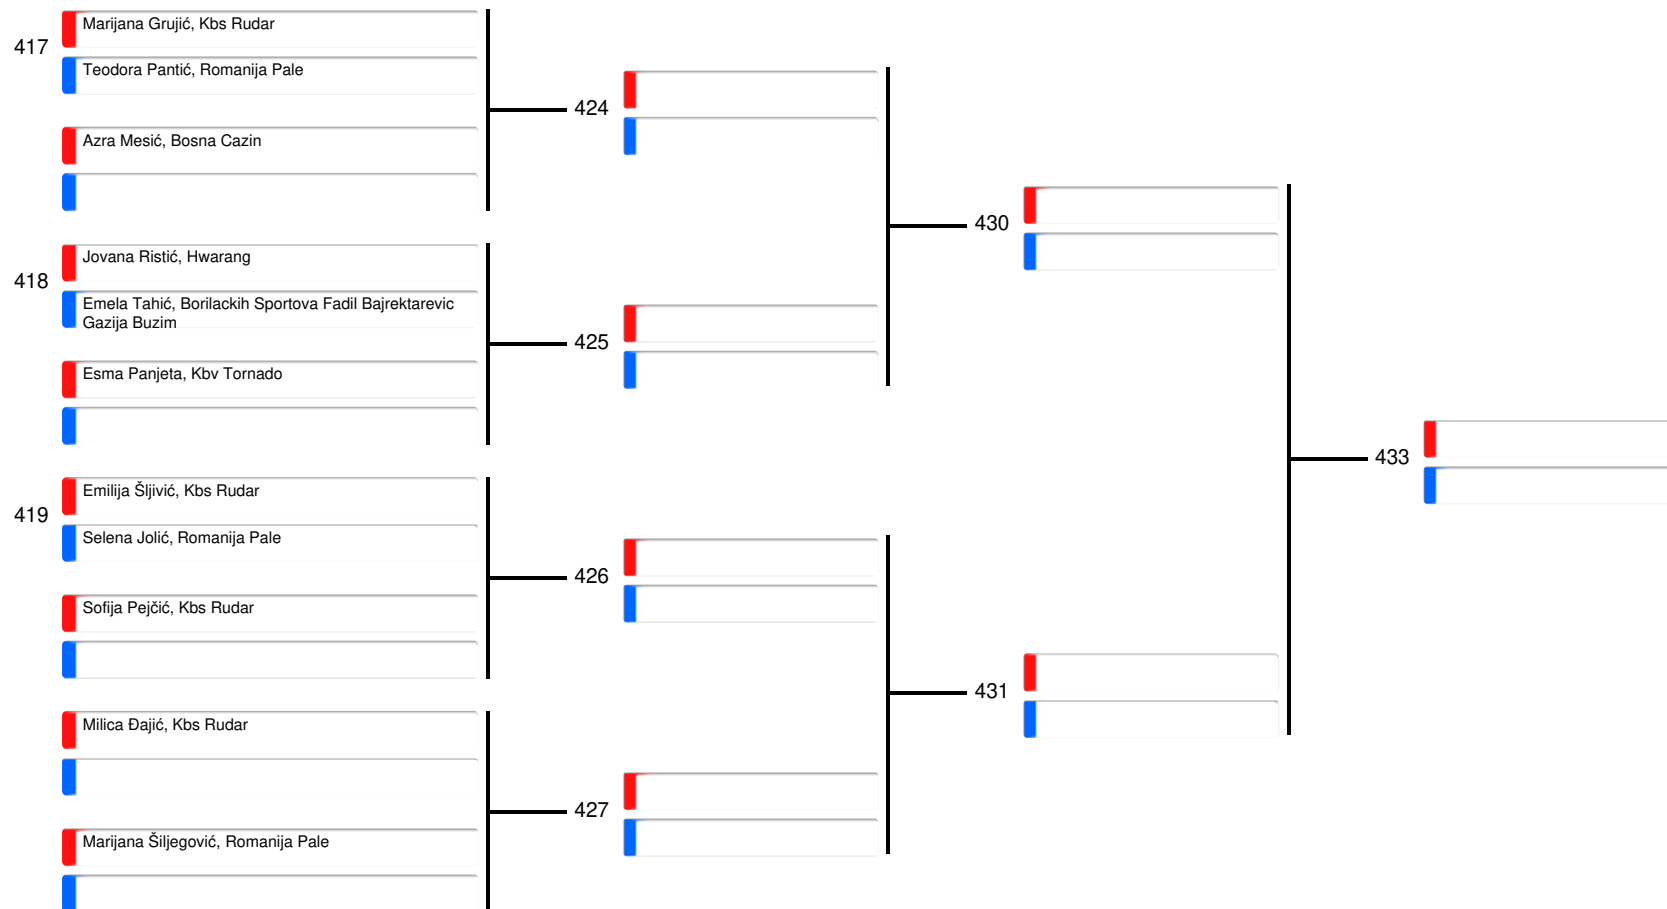 417
Marijana Grujić, Kbs Rudar
Teodora Pantić, Romanija Pale
Azra Mesić, Bosna Cazin
418
Jovana Ristić, Hwarang
Emela Tahić, Borilackih Sportova Fadil Bajrektarevic
Gazija Buzim
Esma Panjeta, Kbv Tornado
419
Emilija Šljivić, Kbs Rudar
Selena Jolić, Romanija Pale
Sofija Pejčić, Kbs Rudar
Milica Đajić, Kbs Rudar
Marijana Šiljegović, Romanija Pale
424
425
426
427
430
431
433